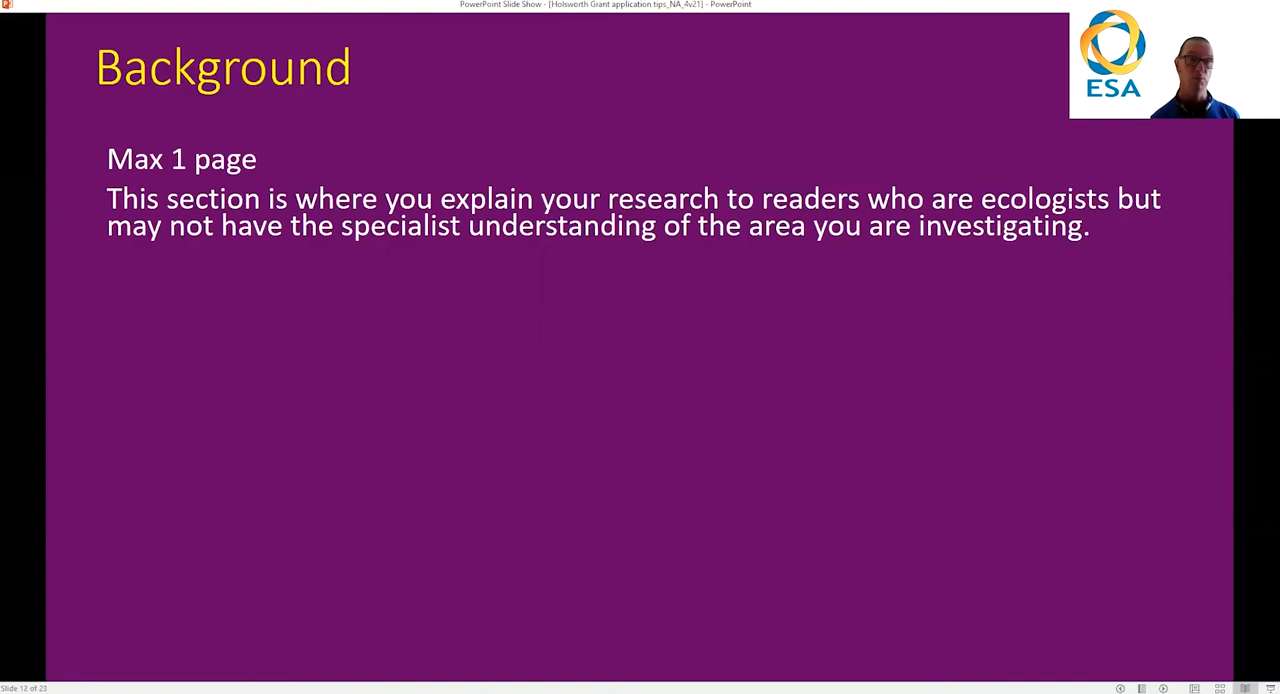 PowerPoint Slide Show - [Holsworth Grant application tips_NA_4v21] - PowerPoint
Background
ESA
Max 1 page
This section is where you explain your research to readers who are ecologists but
may not have the specialist understanding of the area you are investigating.
Slide 12 of 23